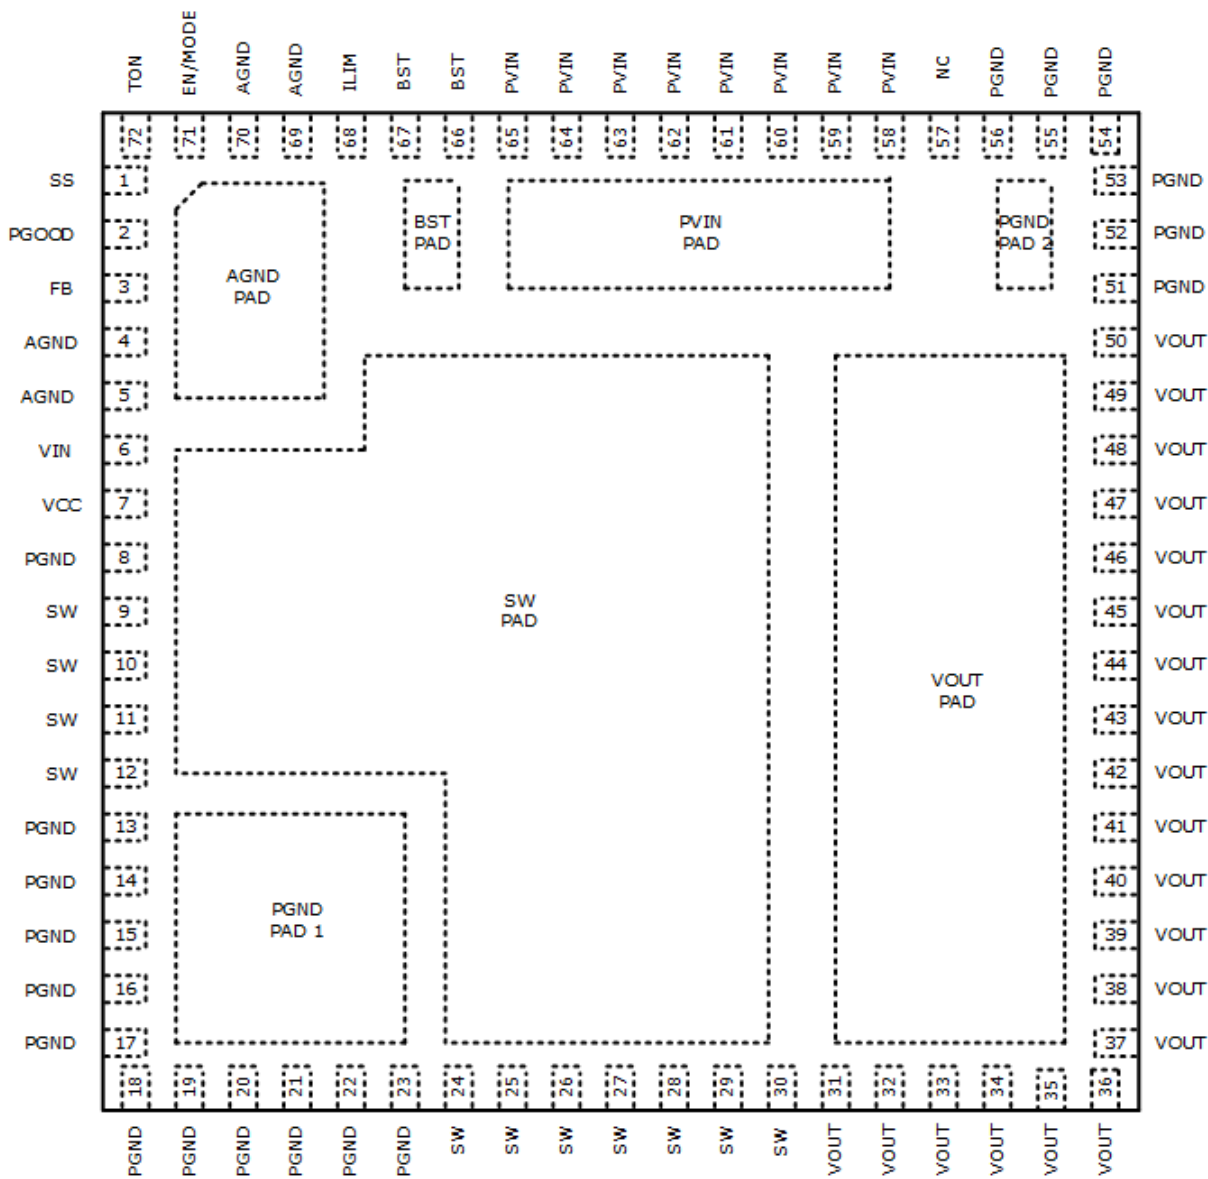 TON
EN/MODE
AGND
AGND
ILIM
BST
BST
PVIN
PVIN
PVIN
PVIN
PVIN
PVIN
PVIN
PVIN
NC
PGND
PGND
PGND
72
71
70
69
68
67
66
65
64
63
62
61
60
59
58
57
56
55
54
SS
1
PGOOD
2
FB
3
AGND
4
AGND
5
VIN
6
VCC
7
PGND
8
SW
9
SW
10
SW
11
SW
12
PGND
13
PGND
14
PGND
15
PGND
16
PGND
17
AGND
PAD
BST
PAD
PVIN
PAD
PGND
PAD 2
SW
PAD
VOUT
PAD
PGND
PAD 1
53
PGND
52
PGND
51
PGND
50
VOUT
49
VOUT
48
VOUT
47
VOUT
46
VOUT
45
VOUT
44
VOUT
43
VOUT
42
VOUT
41
VOUT
40
VOUT
39
VOUT
38
VOUT
37
VOUT
18
19
20
21
22
23
24
25
26
27
28
29
30
31
32
33
34
35
36
PGND
PGND
PGND
PGND
PGND
PGND
SW
SW
SW
SW
SW
SW
SW
VOUT
VOUT
VOUT
VOUT
VOUT
VOUT